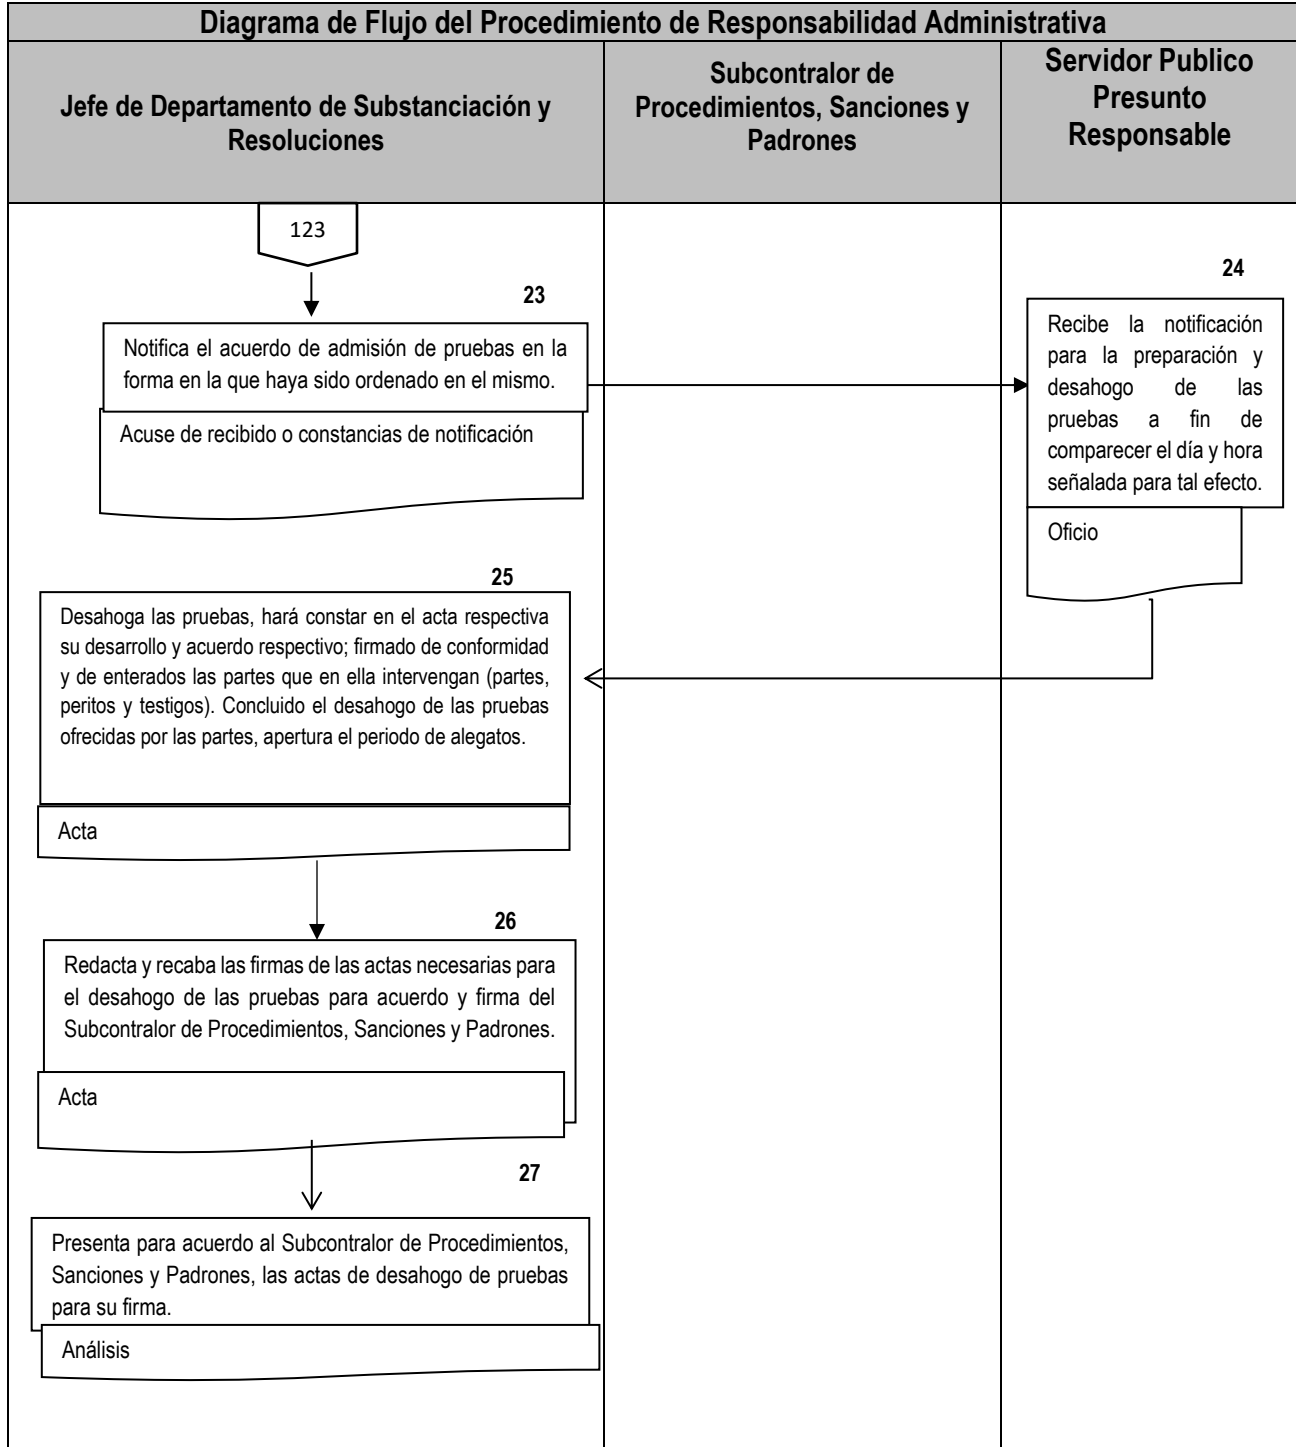 Diagrama de Flujo del Procedimiento de Responsabilidad Administrativa
Jefe de Departamento de Substanciación y
Resoluciones
Subcontralor de
Procedimientos, Sanciones y
Padrones
Servidor Publico
Presunto
Responsable
123
23
Notifica el acuerdo de admisión de pruebas en la
forma en la que haya sido ordenado en el mismo.
Acuse de recibido o constancias de notificación
24
Recibe la notificación
para la preparación y
desahogo de las
pruebas a fin de
comparecer el día y hora
señalada para tal efecto.
Oficio
25
Desahoga las pruebas, hará constar en el acta respectiva
su desarrollo y acuerdo respectivo; firmado de conformidad
y de enterados las partes que en ella intervengan (partes,
peritos y testigos). Concluido el desahogo de las pruebas
ofrecidas por las partes, apertura el periodo de alegatos.
Acta
26
Redacta y recaba las firmas de las actas necesarias para
el desahogo de las pruebas para acuerdo y firma del
Subcontralor de Procedimientos, Sanciones y Padrones.
Acta
27
Presenta para acuerdo al Subcontralor de Procedimientos,
Sanciones y Padrones, las actas de desahogo de pruebas
para su firma.
Análisis